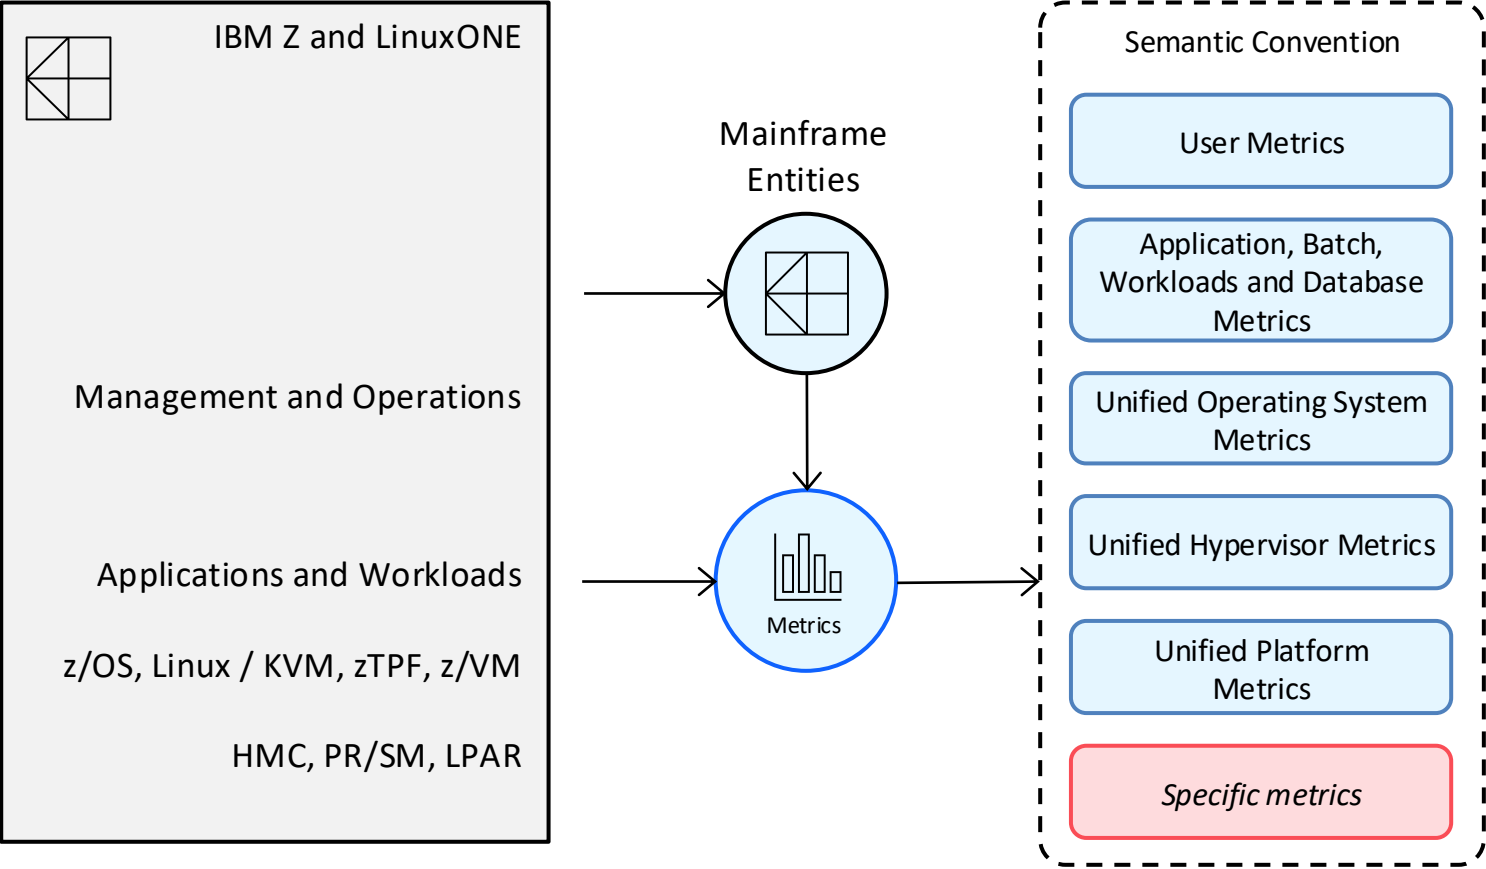 IBM Z and LinuxONE
Management and Operations
Applications and Workloads
z/OS, Linux / KVM, zTPF, z/VM
HMC, PR/SM, LPAR
Mainframe
Entities
Metrics
Semantic Convention
User Metrics
Application, Batch,
Workloads and Database
Metrics
Unified Operating System
Metrics
Unified Hypervisor Metrics
Unified Platform
Metrics
Specific metrics